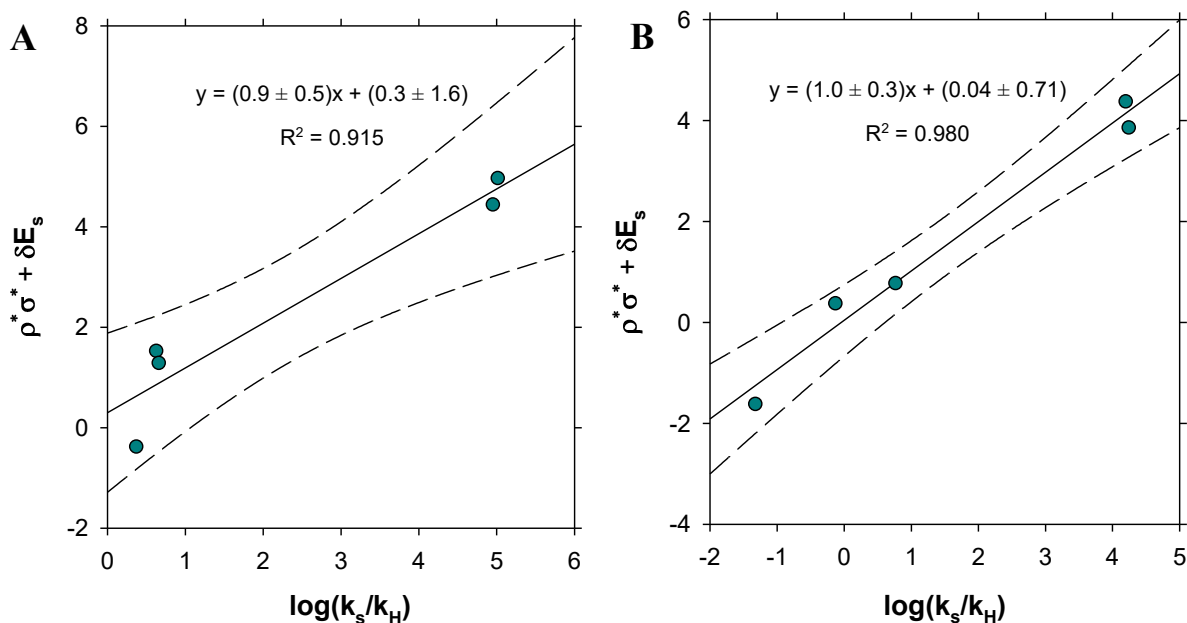 A
y = (0.9 ± 0.5)x + (0.3 ± 1.6)
R² = 0.915
8
6
4
2
0
-2
ρ*σ* + δEₛ
0 1 2 3 4 5 6
log(kₛ/k_H)
B
y = (1.0 ± 0.3)x + (0.04 ± 0.71)
R² = 0.980
6
4
2
0
-2
-4
ρ*σ* + δEₛ
-2 -1 0 1 2 3 4 5
log(kₛ/k_H)